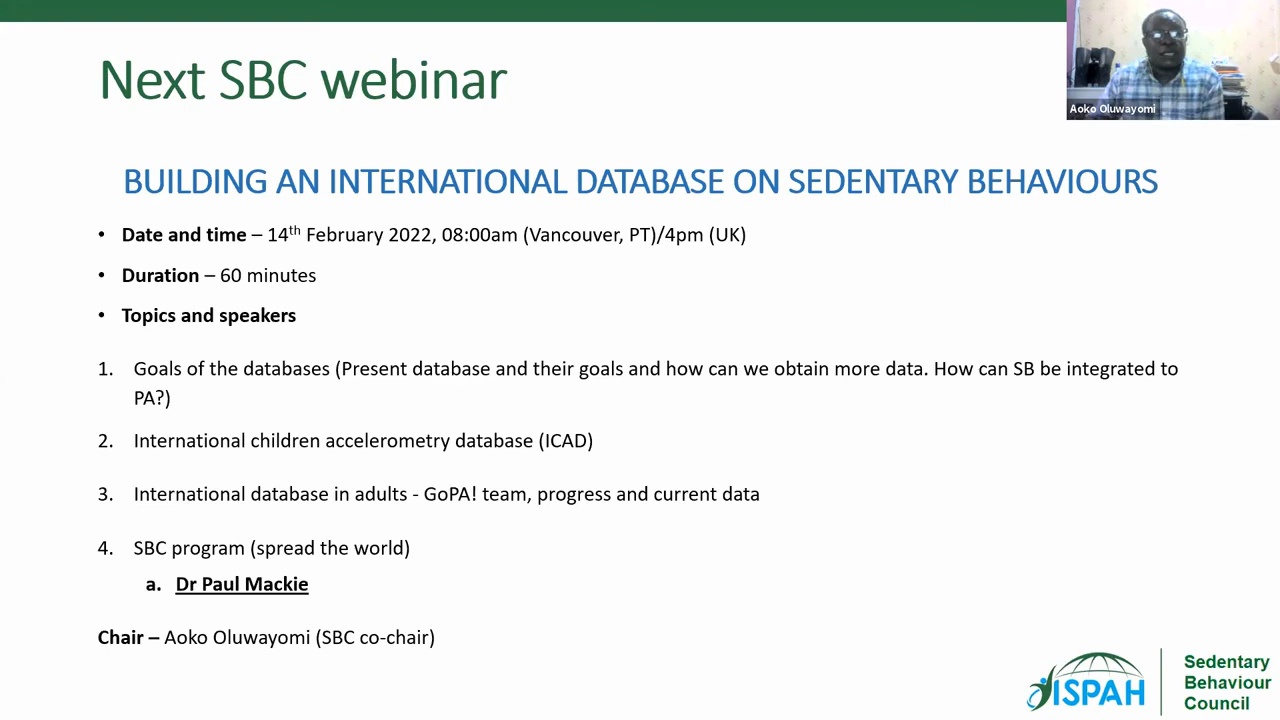 Next SBC webinar
Aoko Oluwayomi
BUILDING AN INTERNATIONAL DATABASE ON SEDENTARY BEHAVIOURS
• Date and time – 14th February 2022, 08:00am (Vancouver, PT)/4pm (UK)
• Duration – 60 minutes
• Topics and speakers
1. Goals of the databases (Present database and their goals and how can we obtain more data. How can SB be integrated to
PA?)
2. International children accelerometry database (ICAD)
3. International database in adults - GoPA! team, progress and current data
4. SBC program (spread the world)
a. Dr Paul Mackie
Chair – Aoko Oluwayomi (SBC co-chair)
ISPAH
Sedentary
Behaviour
Council